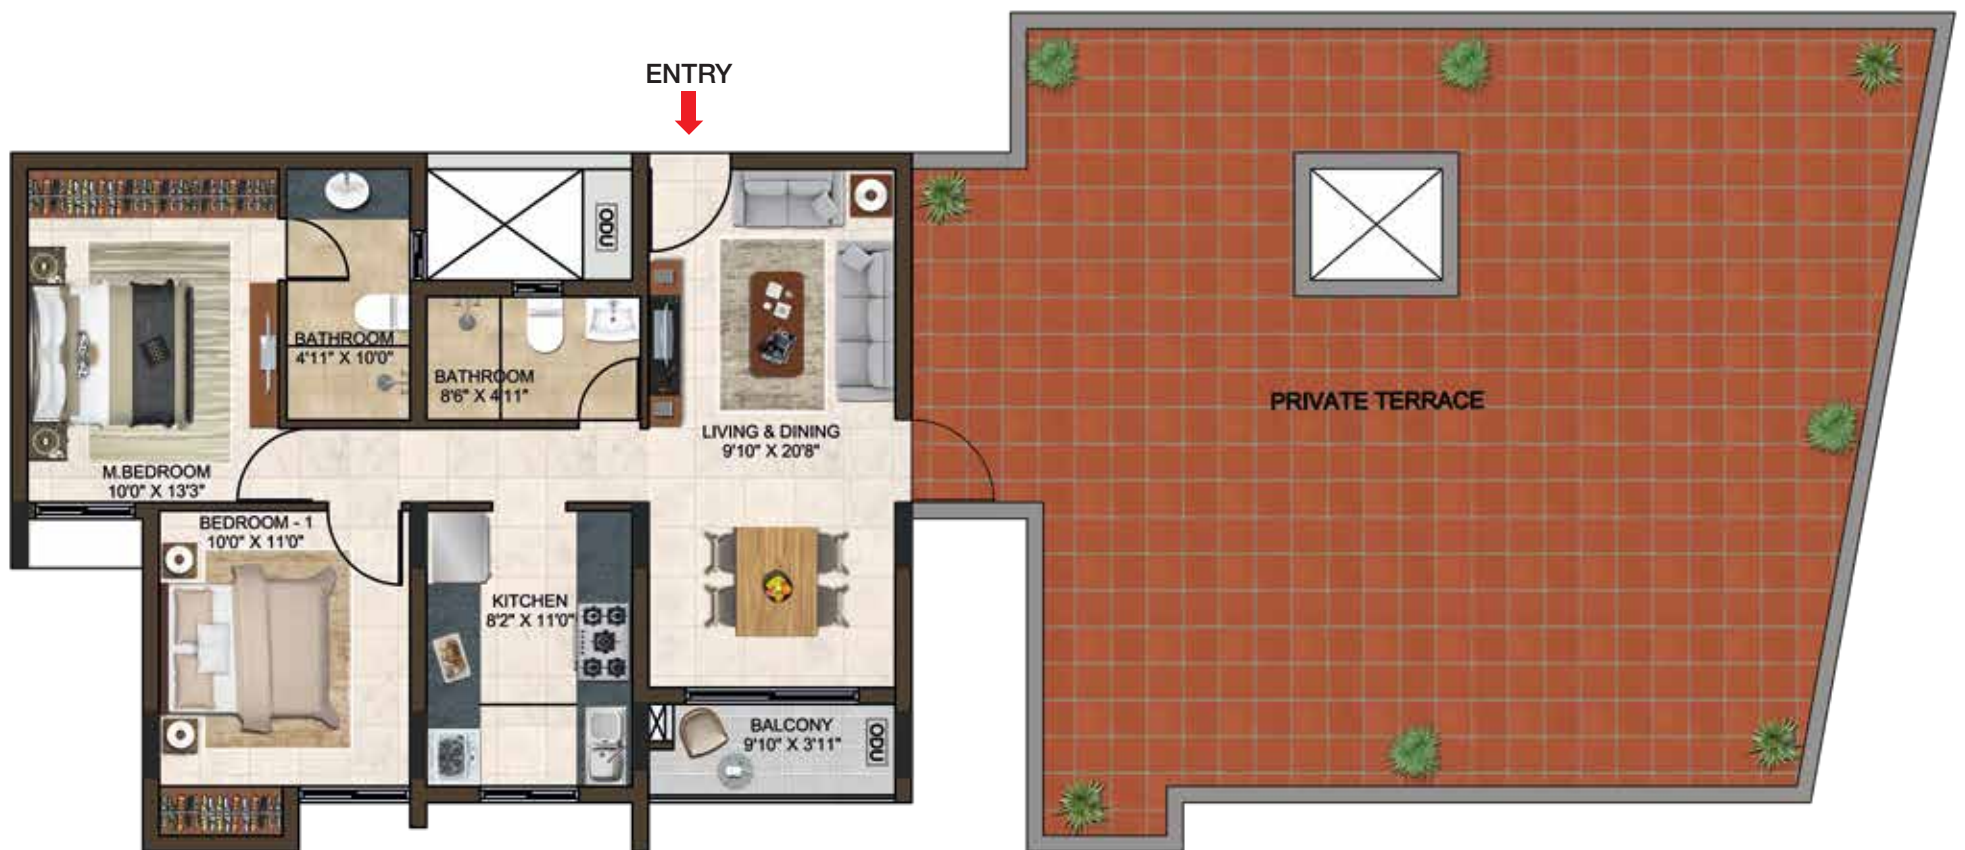 ENTRY
ODU
BATHROOM
4'11" X 10'0"
BATHROOM
8'6" X 4'11"
PRIVATE TERRACE
LIVING & DINING
9'10" X 20'8"
M.BEDROOM
10'0" X 13'3"
BEDROOM - 1
10'0" X 11'0"
KITCHEN
8'2" X 11'0"
BALCONY
9'10" X 3'11"
ODU